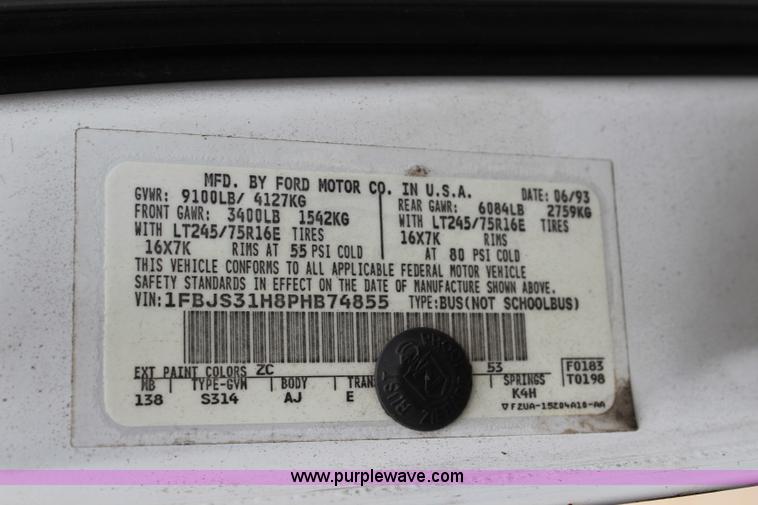 MFD. BY FORD MOTOR CO. IN U.S.A.
GVWR: 9100LB/ 4127KG DATE: 06/93
FRONT GAWR: 3400LB 1542KG REAR GAWR: 6084LB 2759KG
WITH LT245/75R16E TIRES WITH LT245/75R16E TIRES
16X7K RIMS AT 55 PSI COLD 16X7K RIMS
AT 80 PSI COLD
THIS VEHICLE CONFORMS TO ALL APPLICABLE FEDERAL MOTOR VEHICLE
SAFETY STANDARDS IN EFFECT ON THE DATE OF MANUFACTURE SHOWN ABOVE.
VIN: 1FBJS31H8PHB74855 TYPE: BUS(NOT SCHOOLBUS)
EXT PAINT COLORS ZC 53 F0183
WB TYPE-GVW BODY TRAN SPRINGS T0198
138 S314 AJ E K4H
F2UA-15204A10-AA
www.purplewave.com